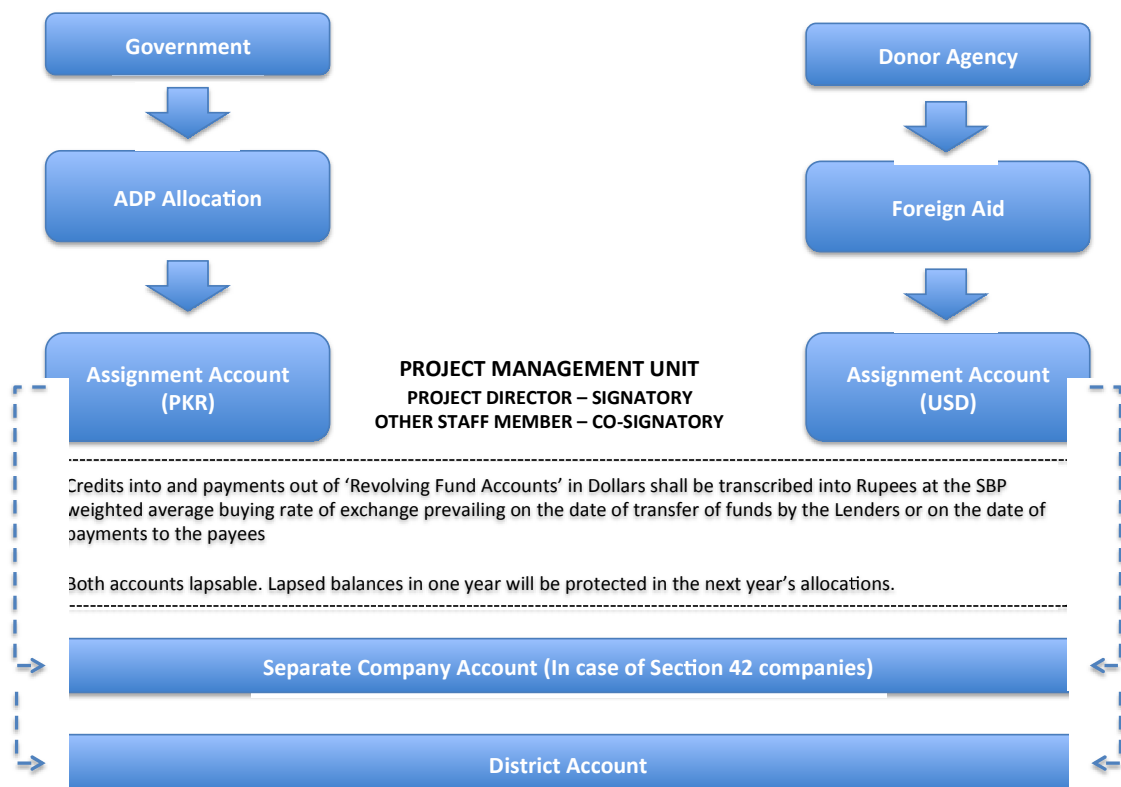 Government
Donor Agency
ADP Allocation
Foreign Aid
Assignment Account
(PKR)
PROJECT MANAGEMENT UNIT
PROJECT DIRECTOR – SIGNATORY
OTHER STAFF MEMBER – CO-SIGNATORY
Assignment Account
(USD)
Credits into and payments out of ‘Revolving Fund Accounts’ in Dollars shall be transcribed into Rupees at the SBP
weighted average buying rate of exchange prevailing on the date of transfer of funds by the Lenders or on the date of
payments to the payees
Both accounts lapsable. Lapsed balances in one year will be protected in the next year’s allocations.
Separate Company Account (In case of Section 42 companies)
District Account